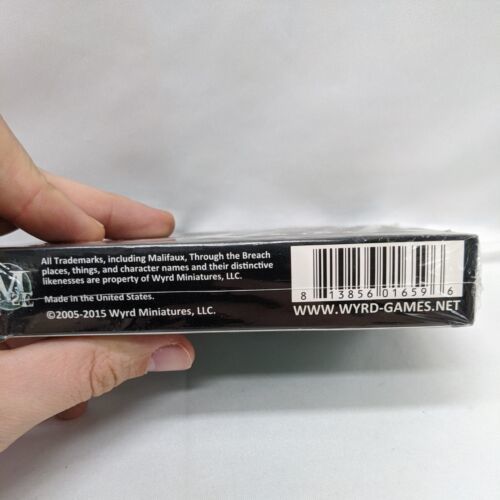 All Trademarks, including Malifaux, Through the Breach
places, things, and character names and their distinctive
likenesses are property of Wyrd Miniatures, LLC.
Made in the United States.
©2005-2015 Wyrd Miniatures, LLC.
M
2E
8 13856 01659 6
WWW.WYRD-GAMES.NET